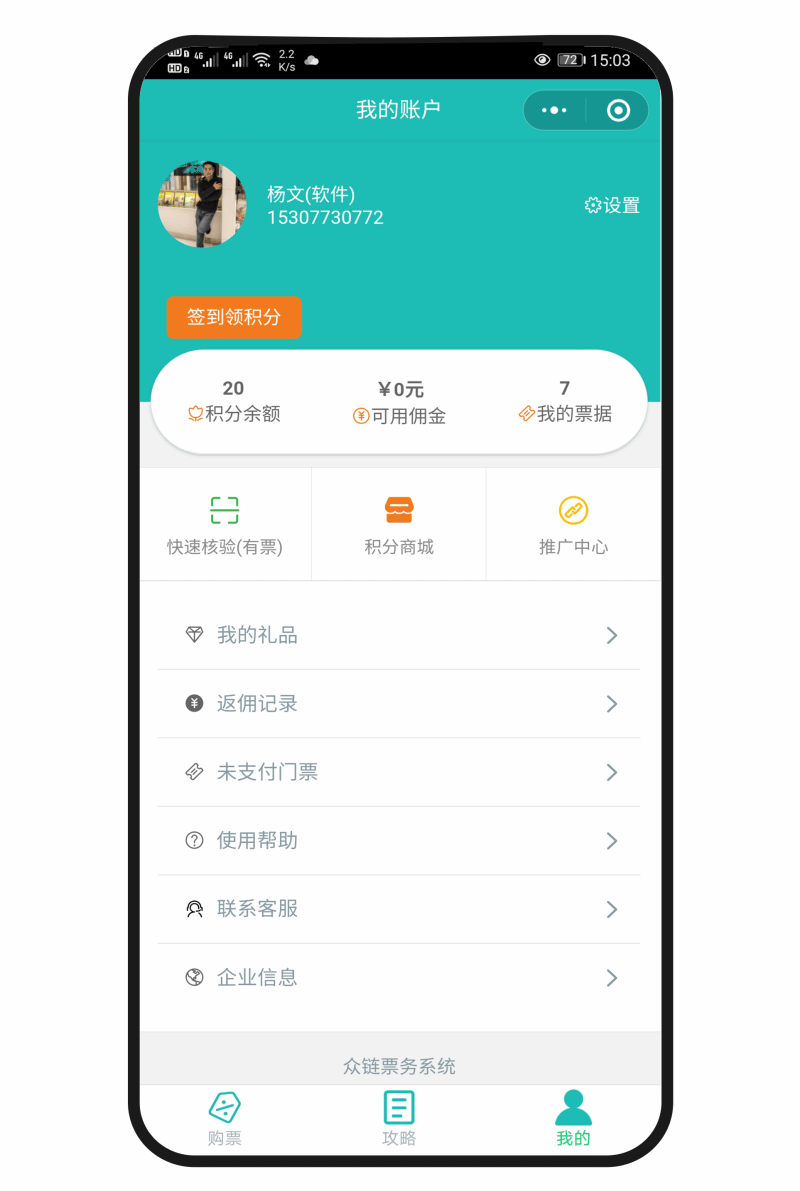 HD 1 4G 4G 2.2 72 15:03
HD 2 K/s
我的账户
杨文(软件)
15307730772
设置
签到领积分
20 ￥0元 7
积分余额 可用佣金 我的票据
快速核验(有票) 积分商城 推广中心
我的礼品
返佣记录
未支付门票
使用帮助
联系客服
企业信息
众链票务系统
购票 攻略 我的